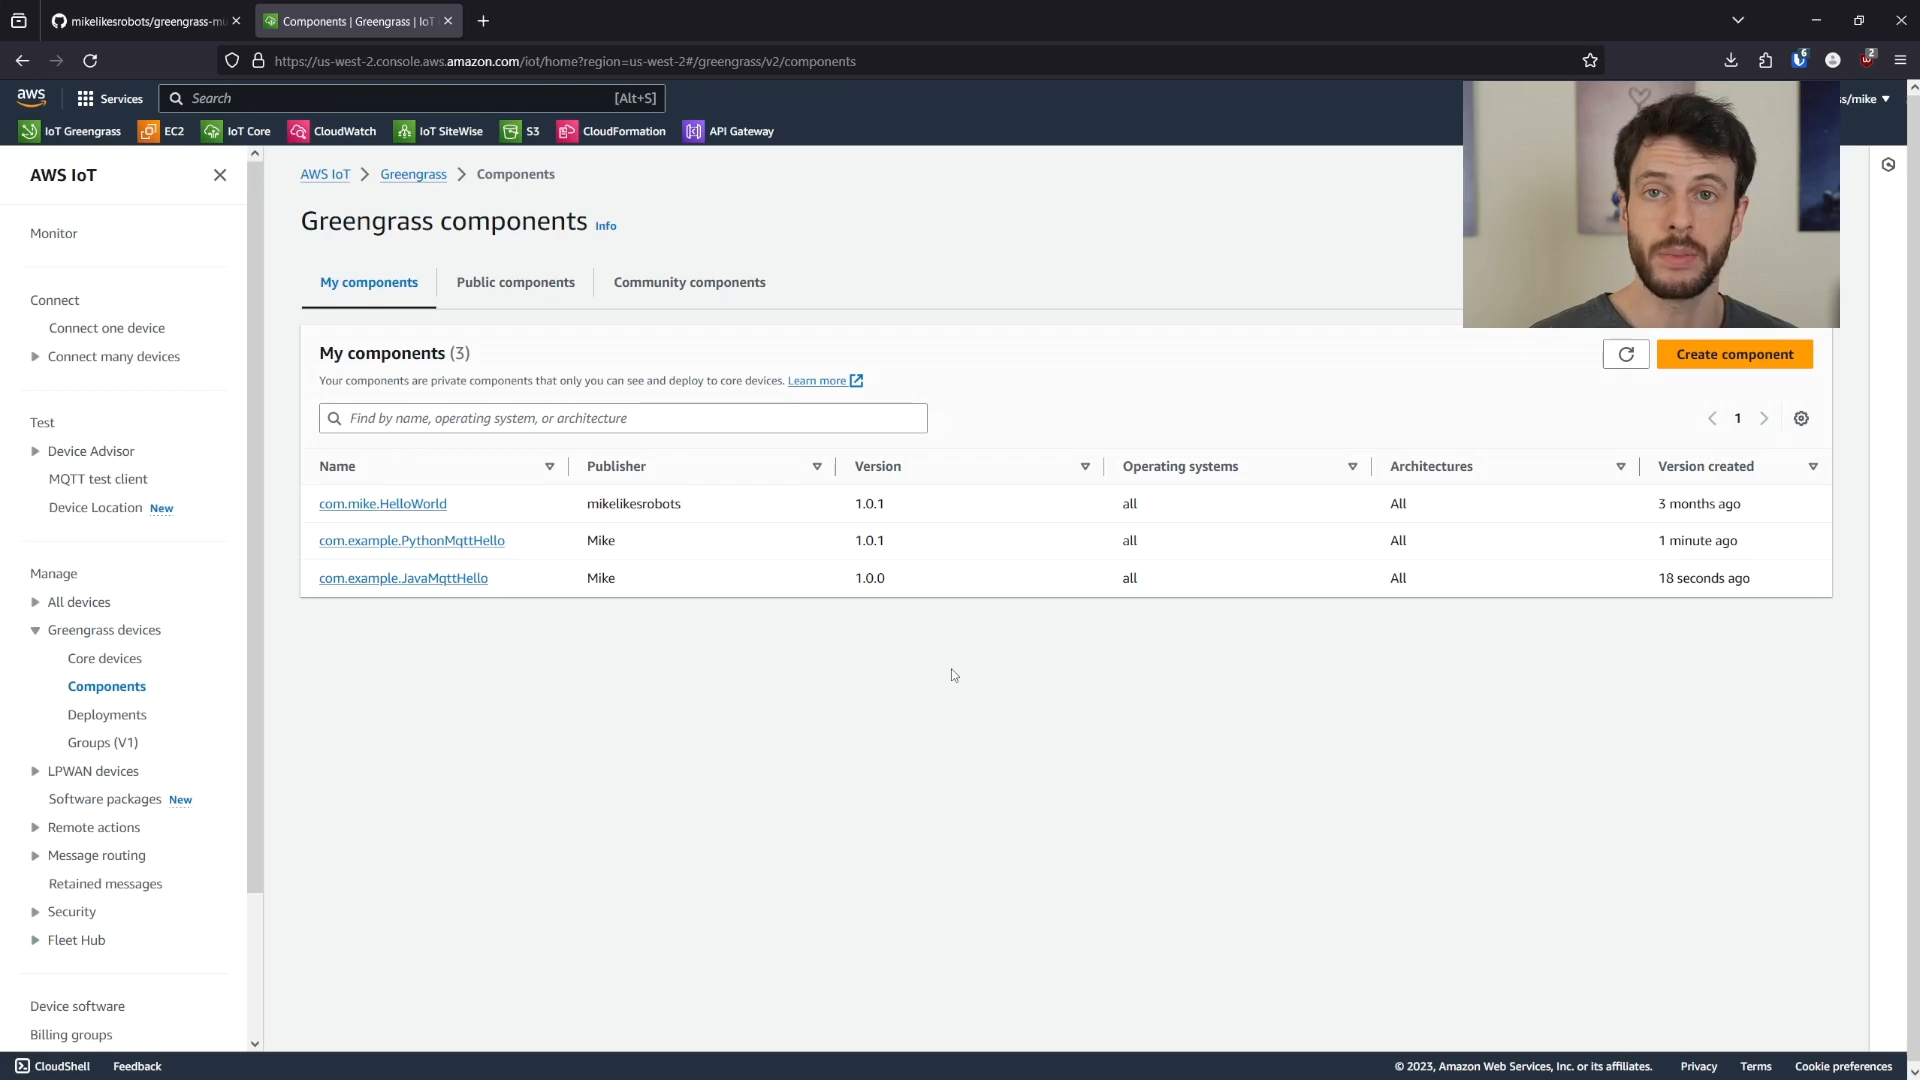 mikelikesrobots/greengrass-mu
Components | Greengrass | IoT
https://us-west-2.console.aws.amazon.com/iot/home?region=us-west-2#/greengrass/v2/components
6
2
aws
Services
Search
[Alt+S]
s/mike
IoT Greengrass
EC2
IoT Core
CloudWatch
IoT SiteWise
S3
CloudFormation
API Gateway
AWS IoT
Monitor
Connect
Connect one device
Connect many devices
Test
Device Advisor
MQTT test client
Device Location New
Manage
All devices
Greengrass devices
Core devices
Components
Deployments
Groups (V1)
LPWAN devices
Software packages New
Remote actions
Message routing
Retained messages
Security
Fleet Hub
Device software
Billing groups
AWS IoT > Greengrass > Components
Greengrass components Info
My components
Public components
Community components
My components (3)
Create component
Your components are private components that only you can see and deploy to core devices. Learn more
Find by name, operating system, or architecture
1
Name Publisher Version Operating systems Architectures Version created
com.mike.HelloWorld mikelikesrobots 1.0.1 all All 3 months ago
com.example.PythonMqttHello Mike 1.0.1 all All 1 minute ago
com.example.JavaMqttHello Mike 1.0.0 all All 18 seconds ago
CloudShell
Feedback
© 2023, Amazon Web Services, Inc. or its affiliates.
Privacy
Terms
Cookie preferences